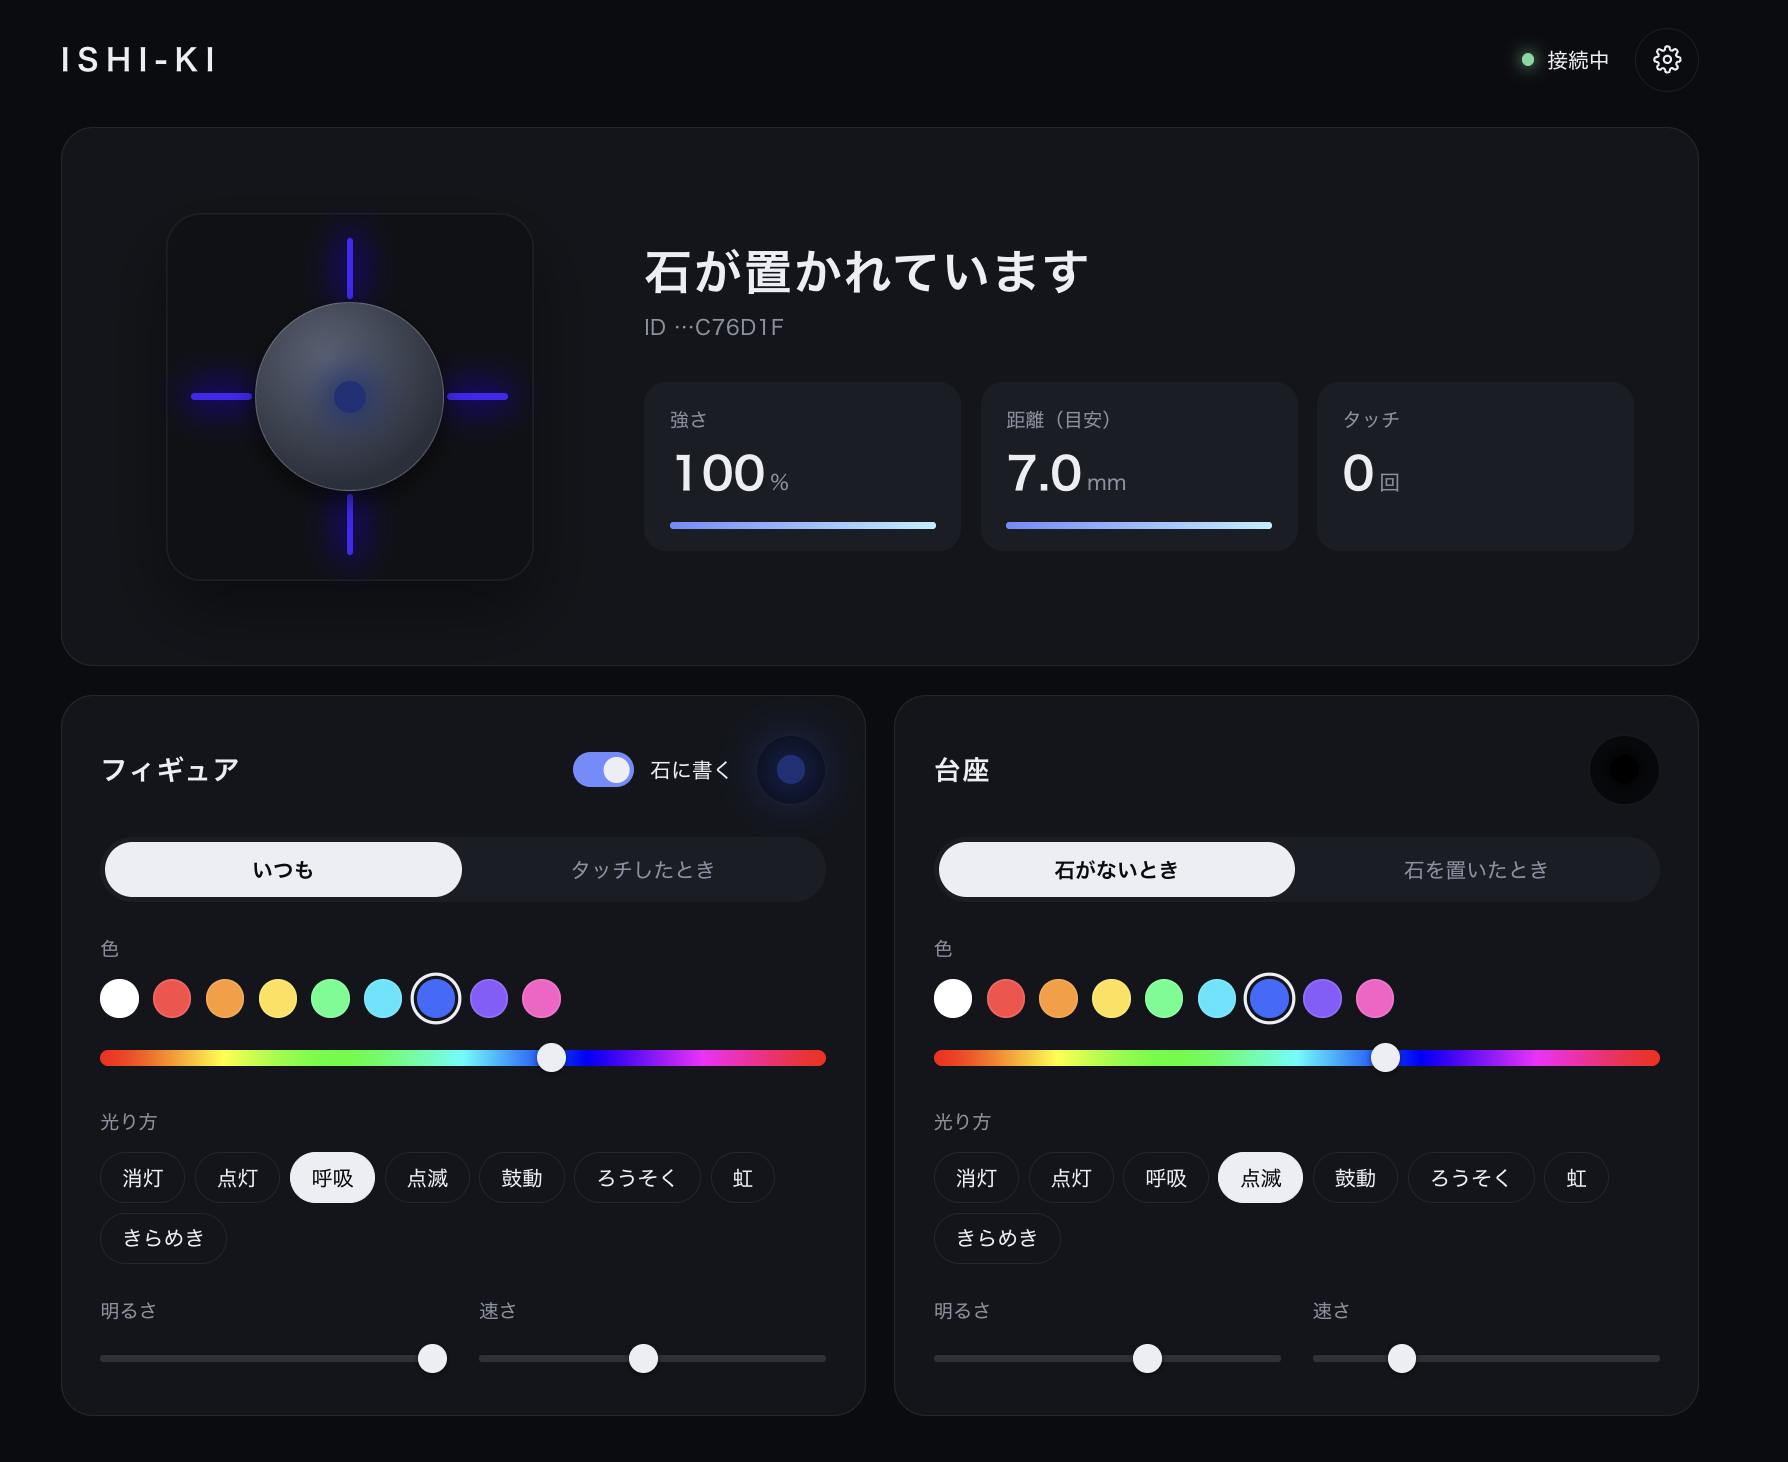 ISHI-KI
接続中
石が置かれています
ID …C76D1F
強さ
100 %
距離（目安）
7.0 mm
タッチ
0 回
フィギュア
石に書く
いつも
タッチしたとき
色
光り方
消灯
点灯
呼吸
点滅
鼓動
ろうそく
虹
きらめき
明るさ
速さ
台座
石がないとき
石を置いたとき
色
光り方
消灯
点灯
呼吸
点滅
鼓動
ろうそく
虹
きらめき
明るさ
速さ